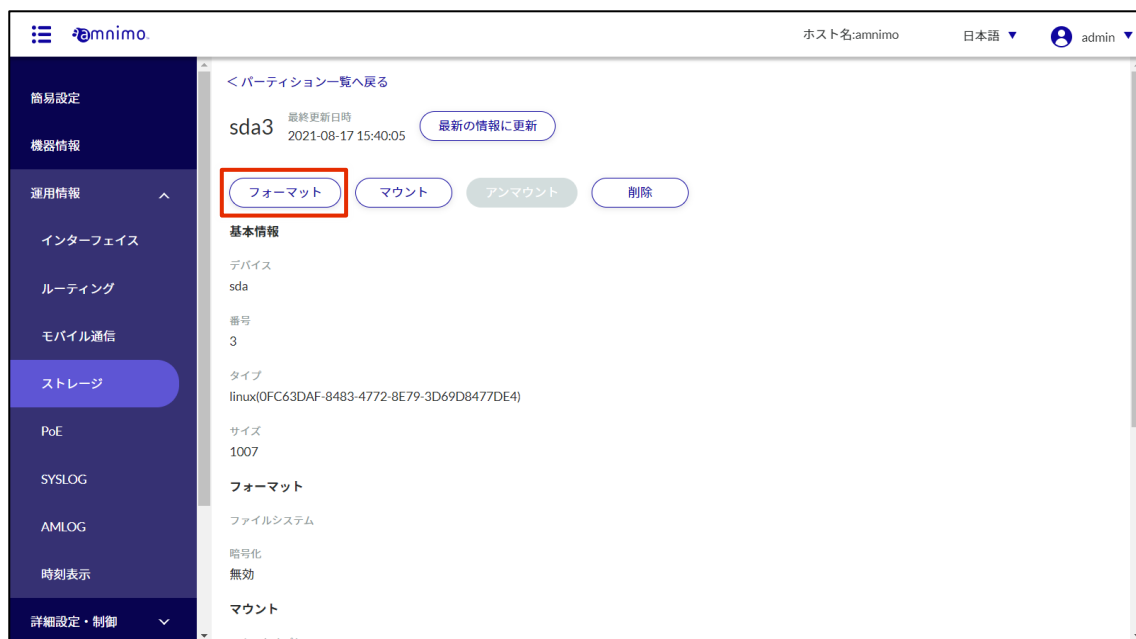 amnimo
ホスト名:amnimo
日本語 ▼
admin ▼
簡易設定
機器情報
運用情報
インターフェイス
ルーティング
モバイル通信
ストレージ
PoE
SYSLOG
AMLOG
時刻表示
詳細設定・制御
＜パーティション一覧へ戻る
sda3
最終更新日時
2021-08-17 15:40:05
最新の情報に更新
フォーマット マウント アンマウント 削除
基本情報
デバイス
sda
番号
3
タイプ
linux(0FC63DAF-8483-4772-8E79-3D69D8477DE4)
サイズ
1007
フォーマット
ファイルシステム
暗号化
無効
マウント